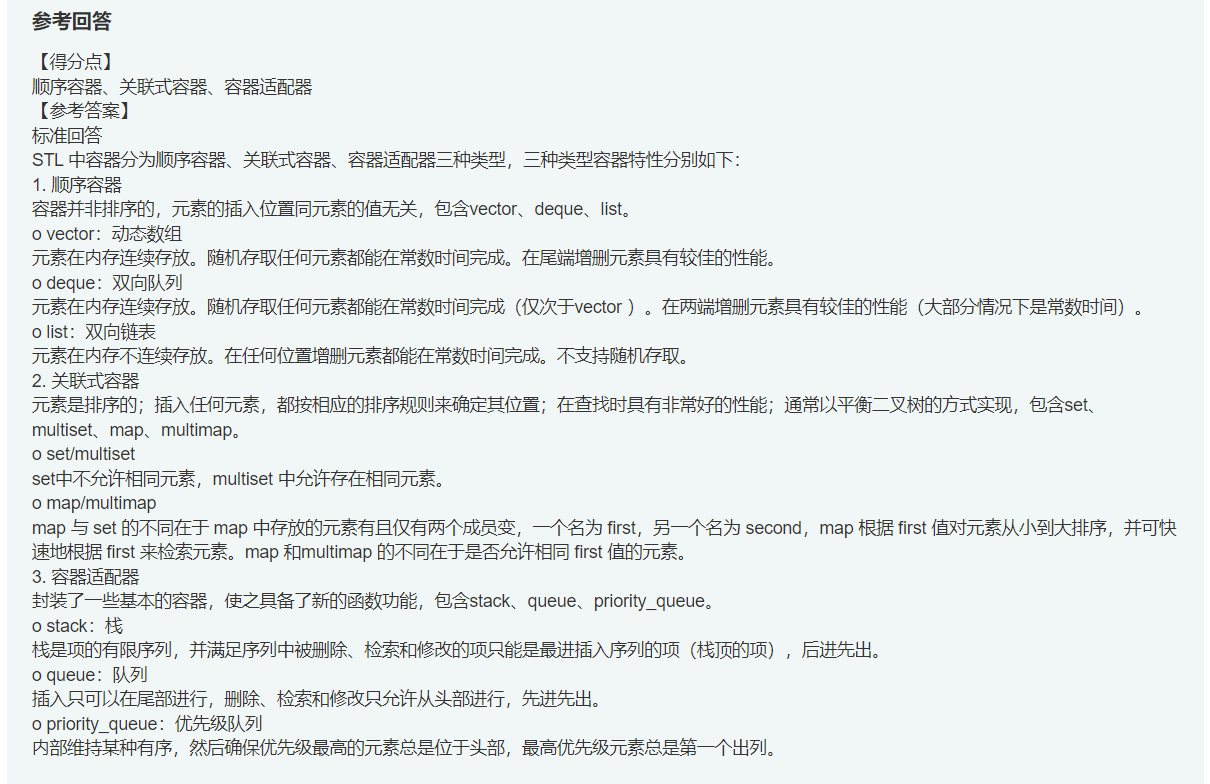 参考回答
【得分点】
顺序容器、关联式容器、容器适配器
【参考答案】
标准回答
STL 中容器分为顺序容器、关联式容器、容器适配器三种类型，三种类型容器特性分别如下：
1. 顺序容器
容器并非排序的，元素的插入位置同元素的值无关，包含vector、deque、list。
o vector：动态数组
元素在内存连续存放。随机存取任何元素都能在常数时间完成。在尾端增删元素具有较佳的性能。
o deque：双向队列
元素在内存连续存放。随机存取任何元素都能在常数时间完成（仅次于vector ）。在两端增删元素具有较佳的性能（大部分情况下是常数时间）。
o list：双向链表
元素在内存不连续存放。在任何位置增删元素都能在常数时间完成。不支持随机存取。
2. 关联式容器
元素是排序的；插入任何元素，都按相应的排序规则来确定其位置；在查找时具有非常好的性能；通常以平衡二叉树的方式实现，包含set、
multiset、map、multimap。
o set/multiset
set中不允许相同元素，multiset 中允许存在相同元素。
o map/multimap
map 与 set 的不同在于 map 中存放的元素有且仅有两个成员变，一个名为 first，另一个名为 second，map 根据 first 值对元素从小到大排序，并可快
速地根据 first 来检索元素。map 和multimap 的不同在于是否允许相同 first 值的元素。
3. 容器适配器
封装了一些基本的容器，使之具备了新的函数功能，包含stack、queue、priority_queue。
o stack：栈
栈是项的有限序列，并满足序列中被删除、检索和修改的项只能是最进插入序列的项（栈顶的项），后进先出。
o queue：队列
插入只可以在尾部进行，删除、检索和修改只允许从头部进行，先进先出。
o priority_queue：优先级队列
内部维持某种有序，然后确保优先级最高的元素总是位于头部，最高优先级元素总是第一个出列。